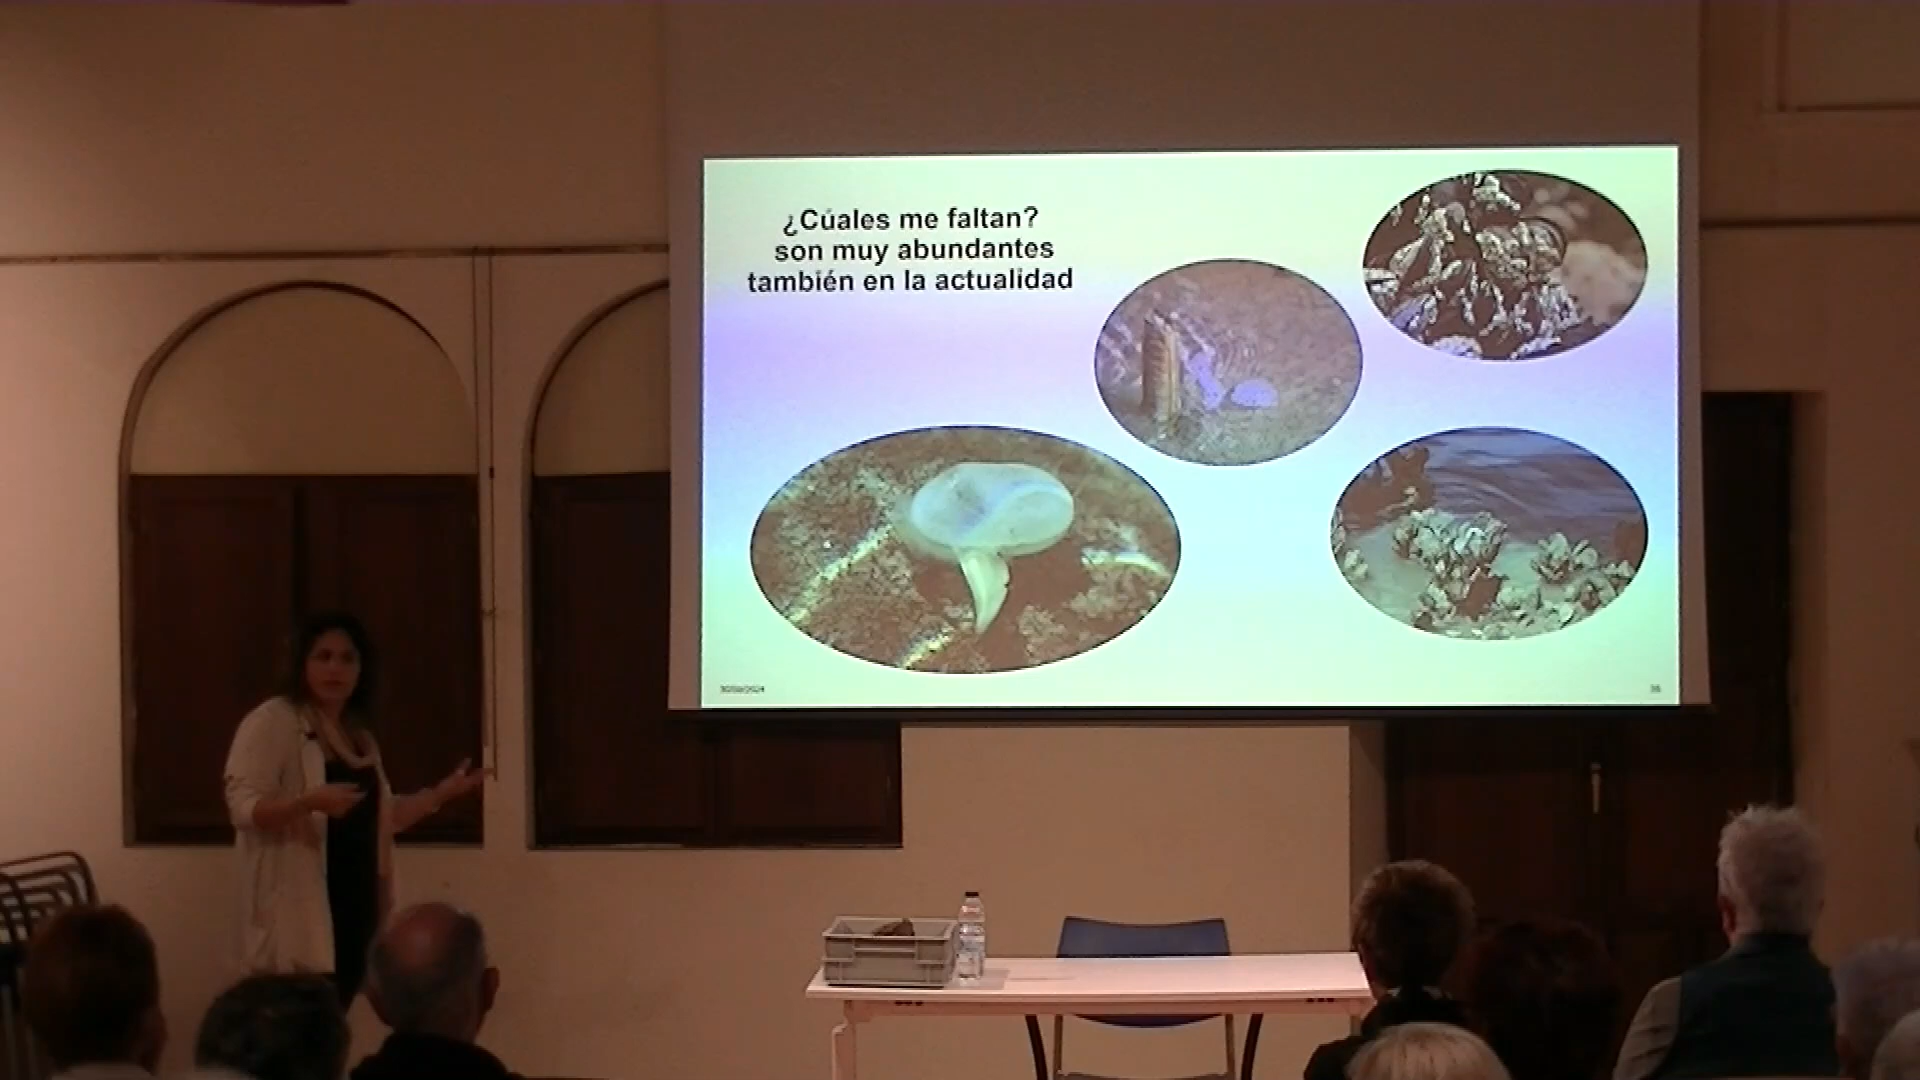 ¿Cúales me faltan?
son muy abundantes
también en la actualidad